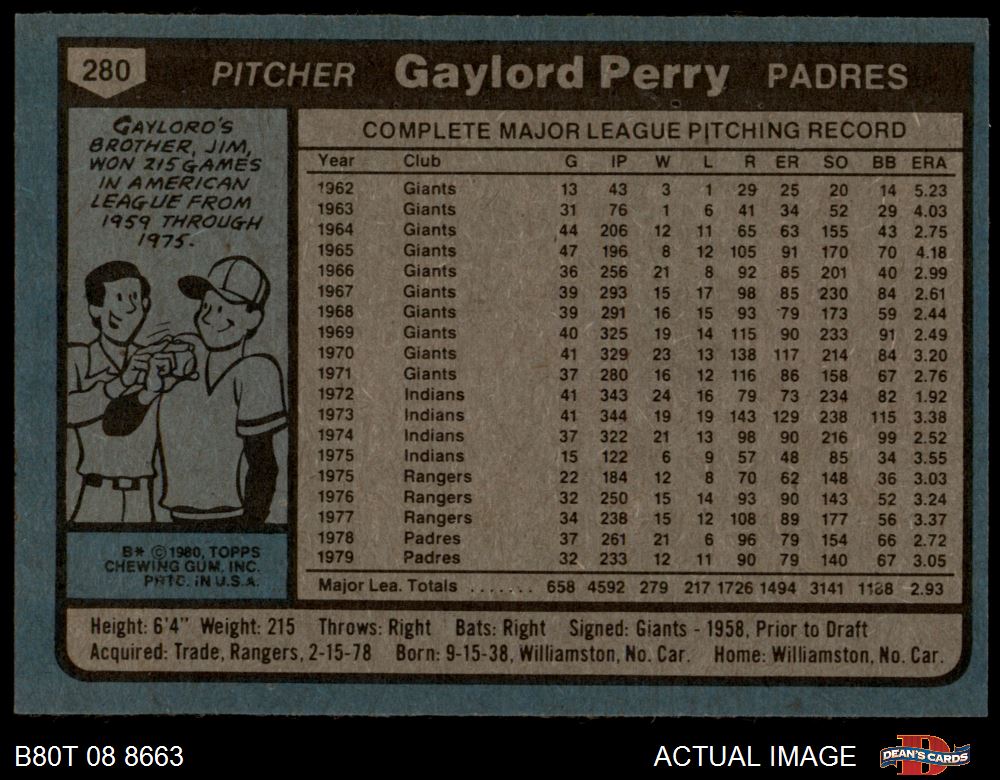 280 PITCHER Gaylord Perry PADRES
GAYLORD'S
BROTHER, JIM,
WON 215 GAMES
IN AMERICAN
LEAGUE FROM
1959 THROUGH
1975.
B* © 1980, TOPPS
CHEWING GUM, INC.
PRTD. IN U.S.A.
COMPLETE MAJOR LEAGUE PITCHING RECORD
Year Club G IP W L R ER SO BB ERA
1962 Giants 13 43 3 1 29 25 20 14 5.23
1963 Giants 31 76 1 6 41 34 52 29 4.03
1964 Giants 44 206 12 11 65 63 155 43 2.75
1965 Giants 47 196 8 12 105 91 170 70 4.18
1966 Giants 36 256 21 8 92 85 201 40 2.99
1967 Giants 39 293 15 17 98 85 230 84 2.61
1968 Giants 39 291 16 15 93 79 173 59 2.44
1969 Giants 40 325 19 14 115 90 233 91 2.49
1970 Giants 41 329 23 13 138 117 214 84 3.20
1971 Giants 37 280 16 12 116 86 158 67 2.76
1972 Indians 41 343 24 16 79 73 234 82 1.92
1973 Indians 41 344 19 19 143 129 238 115 3.38
1974 Indians 37 322 21 13 98 90 216 99 2.52
1975 Indians 15 122 6 9 57 48 85 34 3.55
1975 Rangers 22 184 12 8 70 62 148 36 3.03
1976 Rangers 32 250 15 14 93 90 143 52 3.24
1977 Rangers 34 238 15 12 108 89 177 56 3.37
1978 Padres 37 261 21 6 96 79 154 66 2.72
1979 Padres 32 233 12 11 90 79 140 67 3.05
Major Lea. Totals ....... 658 4592 279 217 1726 1494 3141 1188 2.93
Height: 6'4" Weight: 215 Throws: Right Bats: Right Signed: Giants - 1958, Prior to Draft
Acquired: Trade, Rangers, 2-15-78 Born: 9-15-38, Williamston, No. Car. Home: Williamston, No. Car.
B80T 08 8663 ACTUAL IMAGE DEAN'S CARDS